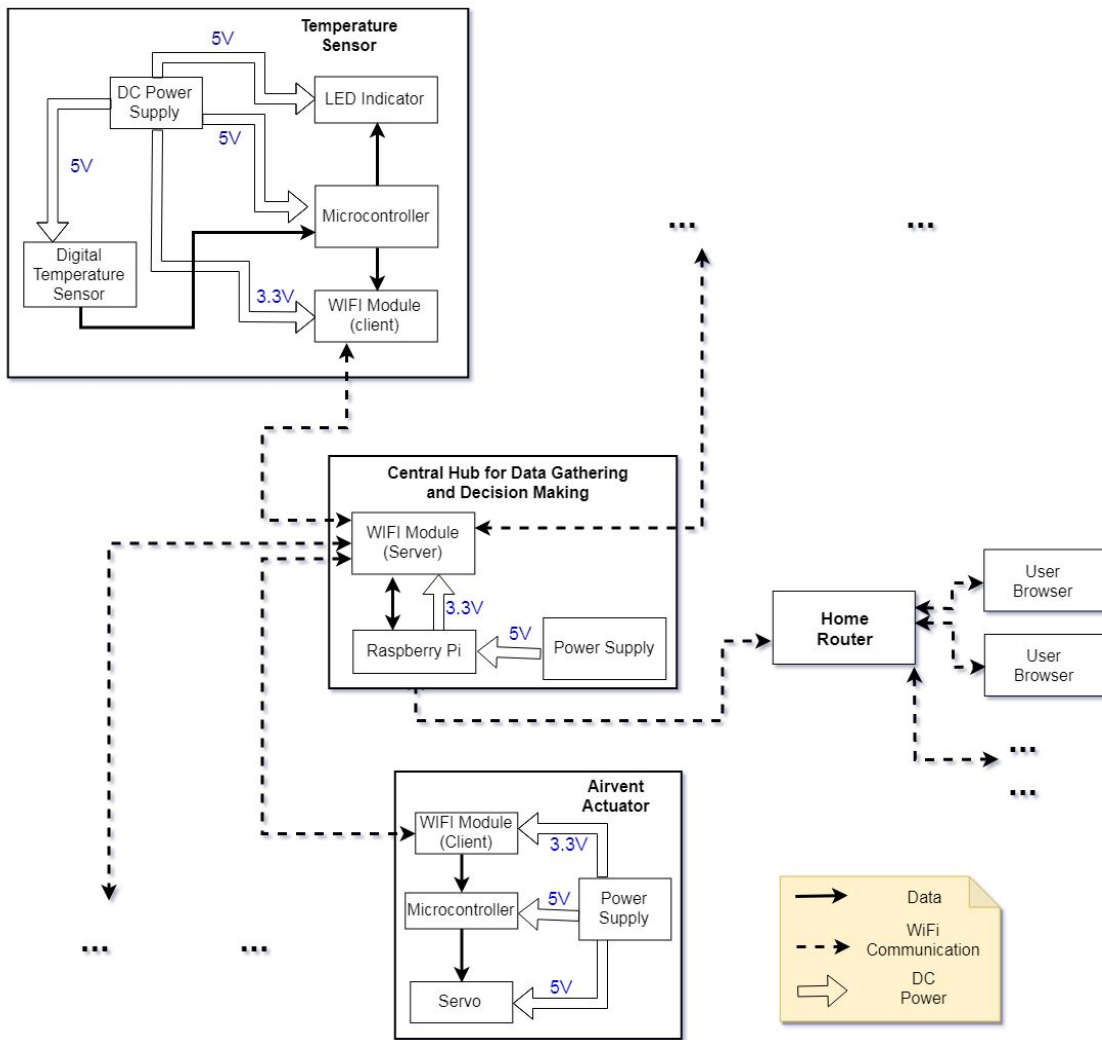 Temperature
Sensor
5V
DC Power
Supply
LED Indicator
5V
5V
Microcontroller
Digital
Temperature
Sensor
3.3V
WIFI Module
(client)
...
...
Central Hub for Data Gathering
and Decision Making
WIFI Module
(Server)
3.3V
Raspberry Pi
5V
Power Supply
Home
Router
User
Browser
User
Browser
...
...
Airvent
Actuator
WIFI Module
(Client)
3.3V
Microcontroller
5V
Power
Supply
Servo
5V
...
...
Data
WiFi
Communication
DC
Power